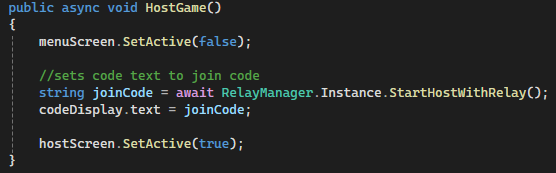 public async void HostGame()
{
menuScreen.SetActive(false);
//sets code text to join code
string joinCode = await RelayManager.Instance.StartHostWithRelay();
codeDisplay.text = joinCode;
hostScreen.SetActive(true);
}